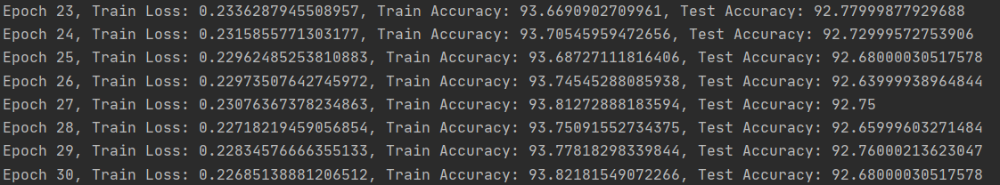 Epoch 23, Train Loss: 0.2336287945508957, Train Accuracy: 93.6690902709961, Test Accuracy: 92.77999877929688
Epoch 24, Train Loss: 0.2315855771303177, Train Accuracy: 93.70545959472656, Test Accuracy: 92.72999572753906
Epoch 25, Train Loss: 0.22962485253810883, Train Accuracy: 93.68727111816406, Test Accuracy: 92.68000030517578
Epoch 26, Train Loss: 0.22973507642745972, Train Accuracy: 93.74545288085938, Test Accuracy: 92.63999938964844
Epoch 27, Train Loss: 0.23076367378234863, Train Accuracy: 93.81272888183594, Test Accuracy: 92.75
Epoch 28, Train Loss: 0.22718219459056854, Train Accuracy: 93.75091552734375, Test Accuracy: 92.65999603271484
Epoch 29, Train Loss: 0.22834576666355133, Train Accuracy: 93.77818298339844, Test Accuracy: 92.76000213623047
Epoch 30, Train Loss: 0.22685138881206512, Train Accuracy: 93.82181549072266, Test Accuracy: 92.68000030517578